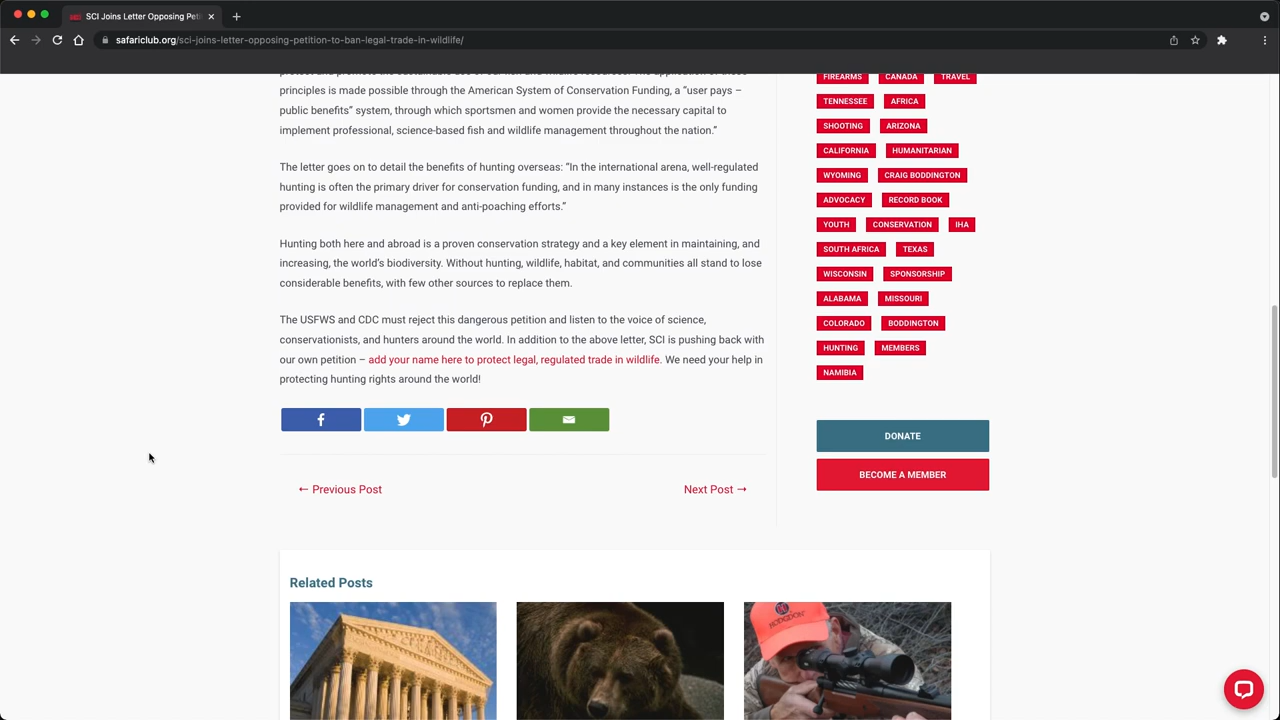 SCI Joins Letter Opposing Peti
safariclub.org/sci-joins-letter-opposing-petition-to-ban-legal-trade-in-wildlife/
protect and promote the sustainable use of our fish and wildlife resources. The application of these
principles is made possible through the American System of Conservation Funding, a “user pays –
public benefits” system, through which sportsmen and women provide the necessary capital to
implement professional, science-based fish and wildlife management throughout the nation.”
The letter goes on to detail the benefits of hunting overseas: “In the international arena, well-regulated
hunting is often the primary driver for conservation funding, and in many instances is the only funding
provided for wildlife management and anti-poaching efforts.”
Hunting both here and abroad is a proven conservation strategy and a key element in maintaining, and
increasing, the world’s biodiversity. Without hunting, wildlife, habitat, and communities all stand to lose
considerable benefits, with few other sources to replace them.
The USFWS and CDC must reject this dangerous petition and listen to the voice of science,
conservationists, and hunters around the world. In addition to the above letter, SCI is pushing back with
our own petition – add your name here to protect legal, regulated trade in wildlife. We need your help in
protecting hunting rights around the world!
← Previous Post
Next Post →
FIREARMS CANADA TRAVEL
TENNESSEE AFRICA
SHOOTING ARIZONA
CALIFORNIA HUMANITARIAN
WYOMING CRAIG BODDINGTON
ADVOCACY RECORD BOOK
YOUTH CONSERVATION IHA
SOUTH AFRICA TEXAS
WISCONSIN SPONSORSHIP
ALABAMA MISSOURI
COLORADO BODDINGTON
HUNTING MEMBERS
NAMIBIA
DONATE
BECOME A MEMBER
Related Posts
HODGDON